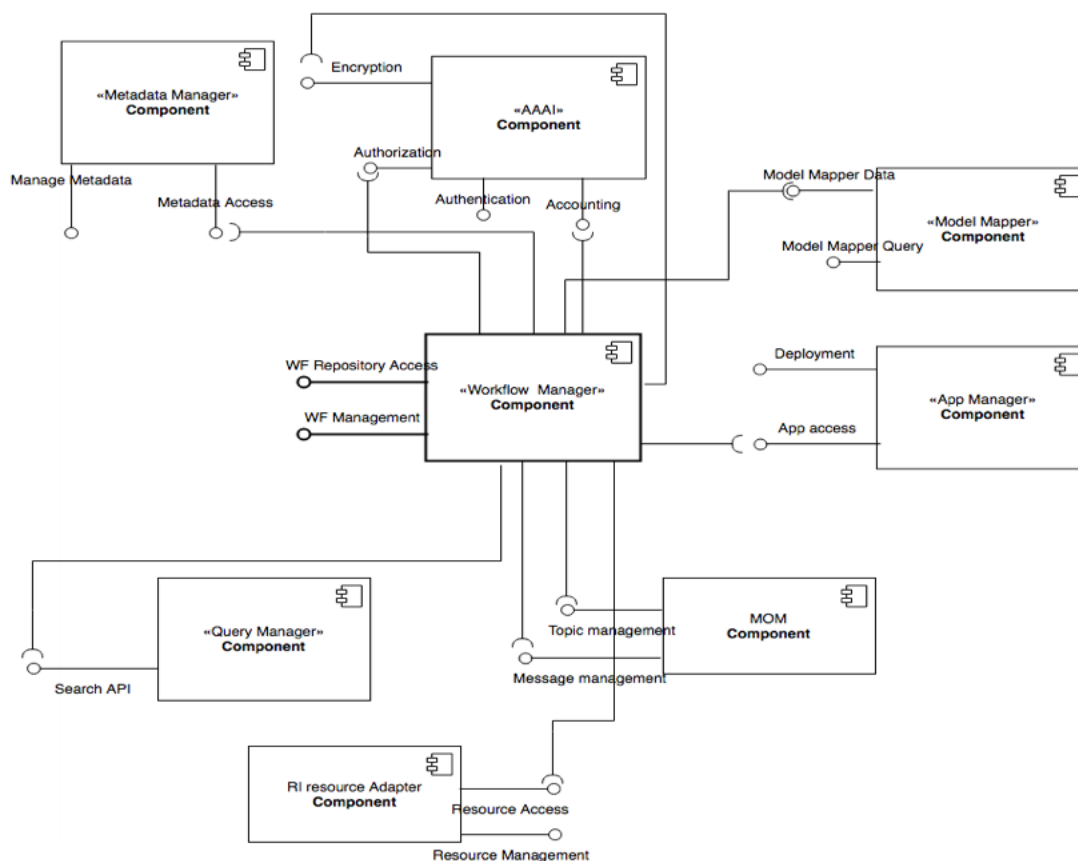 Encryption
«Metadata Manager»
Component
«AAAI»
Component
Authorization
Manage Metadata
Metadata Access
Authentication
Accounting
Model Mapper Data
«Model Mapper»
Component
Model Mapper Query
WF Repository Access
WF Management
«Workflow Manager»
Component
Deployment
«App Manager»
Component
App access
«Query Manager»
Component
Search API
MOM
Component
Topic management
Message management
RI resource Adapter
Component
Resource Access
Resource Management